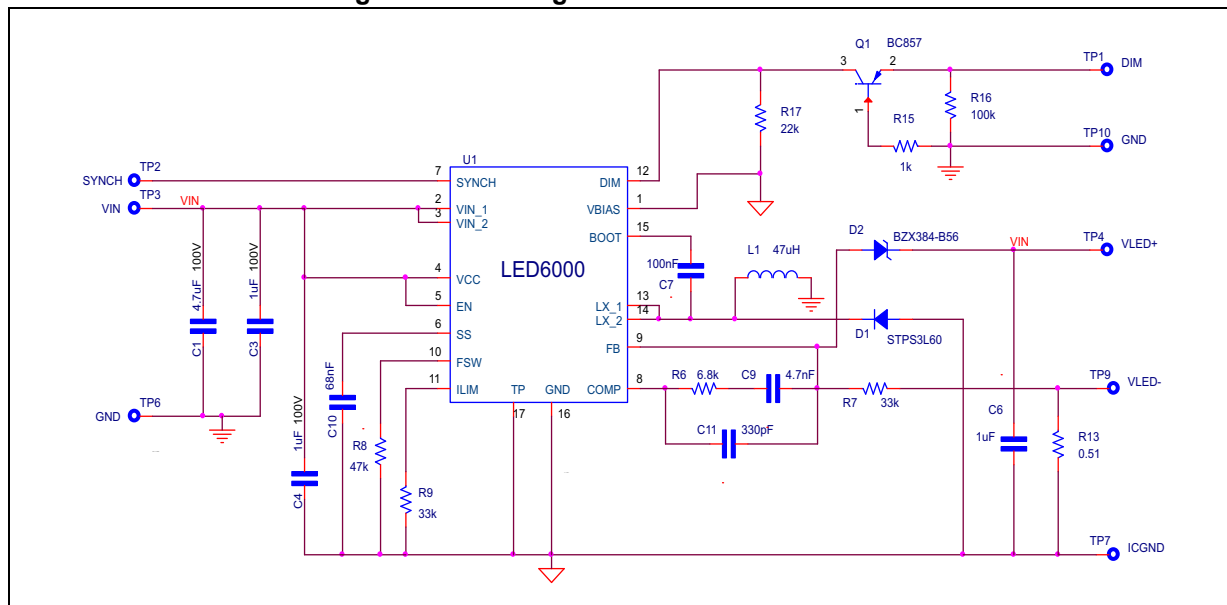 Q1 BC857
3 2
1
TP1 DIM
R17
22k
R16
100k
R15
1k
TP10 GND
U1
TP2
SYNCH
TP3
VIN
VIN
7 SYNCH
2 VIN_1
3 VIN_2
4 VCC
5 EN
6 SS
10 FSW
11 ILIM
LED6000
DIM 12
VBIAS 1
BOOT 15
LX_1 13
LX_2 14
FB 9
COMP 8
TP 17
GND 16
4.7uF 100V
C1
1uF 100V
C3
TP6
GND
1uF 100V
C4
68nF
C10
R8
47k
R9
33k
100nF
C7
L1 47uH
D2 BZX384-B56
VIN
TP4 VLED+
D1 STPS3L60
R6 6.8k
C9 4.7nF
C11 330pF
R7 33k
TP9 VLED-
C6
1uF
R13
0.51
TP7 ICGND